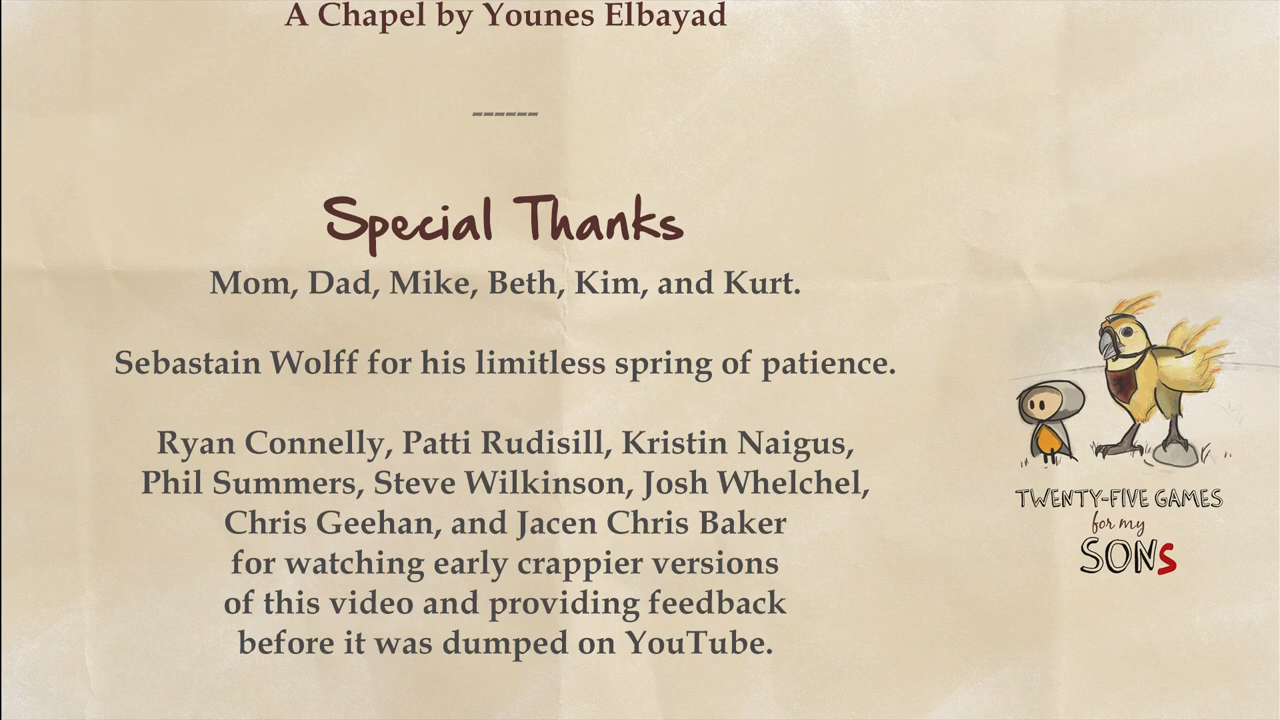 A Chapel by Younes Elbayad
------
Special Thanks
Mom, Dad, Mike, Beth, Kim, and Kurt.
Sebastain Wolff for his limitless spring of patience.
Ryan Connelly, Patti Rudisill, Kristin Naigus,
Phil Summers, Steve Wilkinson, Josh Whelchel,
Chris Geehan, and Jacen Chris Baker
for watching early crappier versions
of this video and providing feedback
before it was dumped on YouTube.
TWENTY-FIVE GAMES
for my
SONs